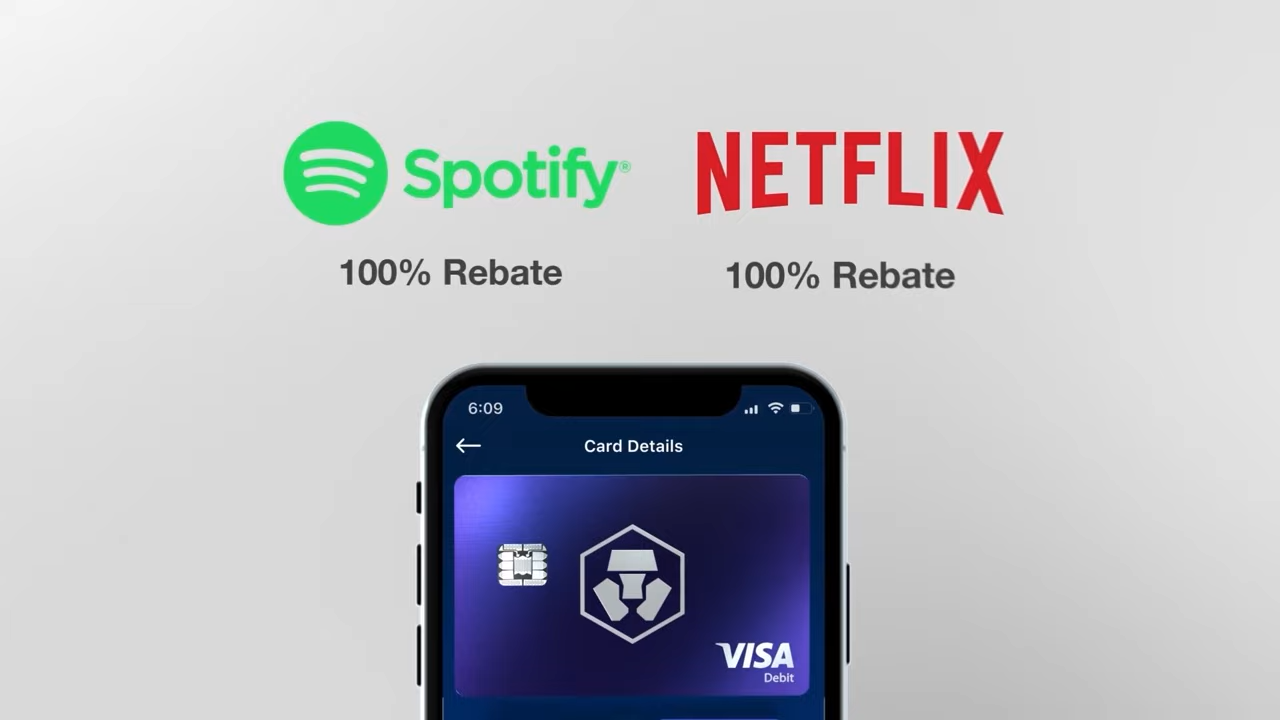 Spotify®
NETFLIX
100% Rebate
100% Rebate
6:09
Card Details
VISA
Debit